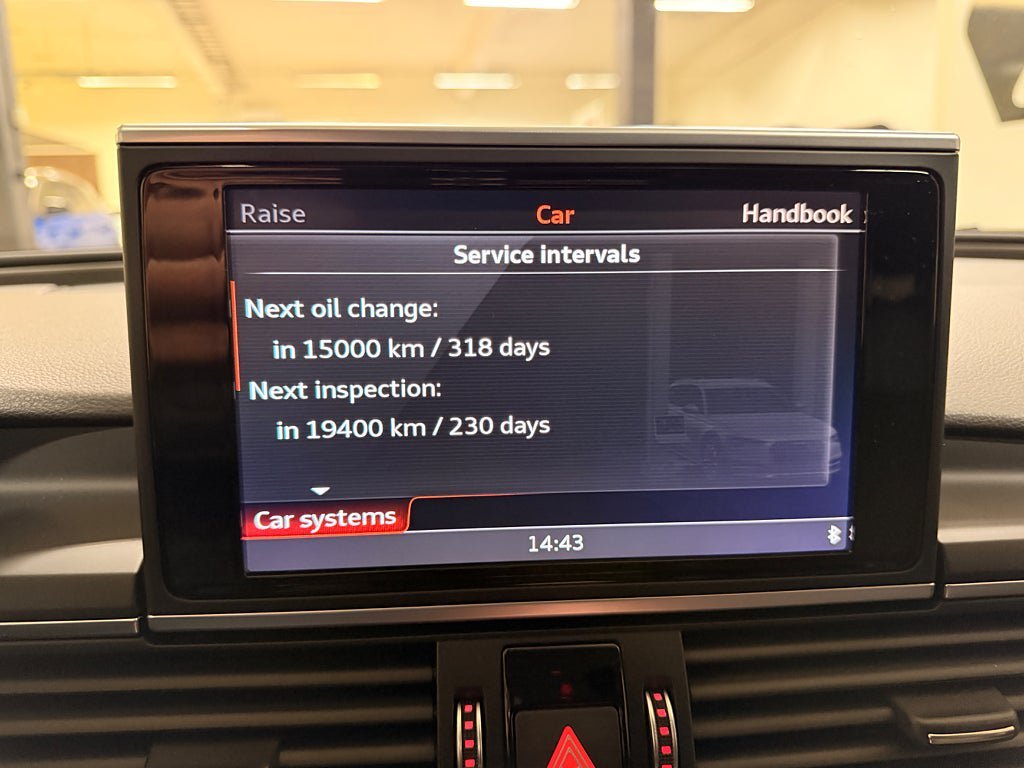 Raise Car Handbook
Service intervals
Next oil change:
in 15000 km / 318 days
Next inspection:
in 19400 km / 230 days
Car systems
14:43